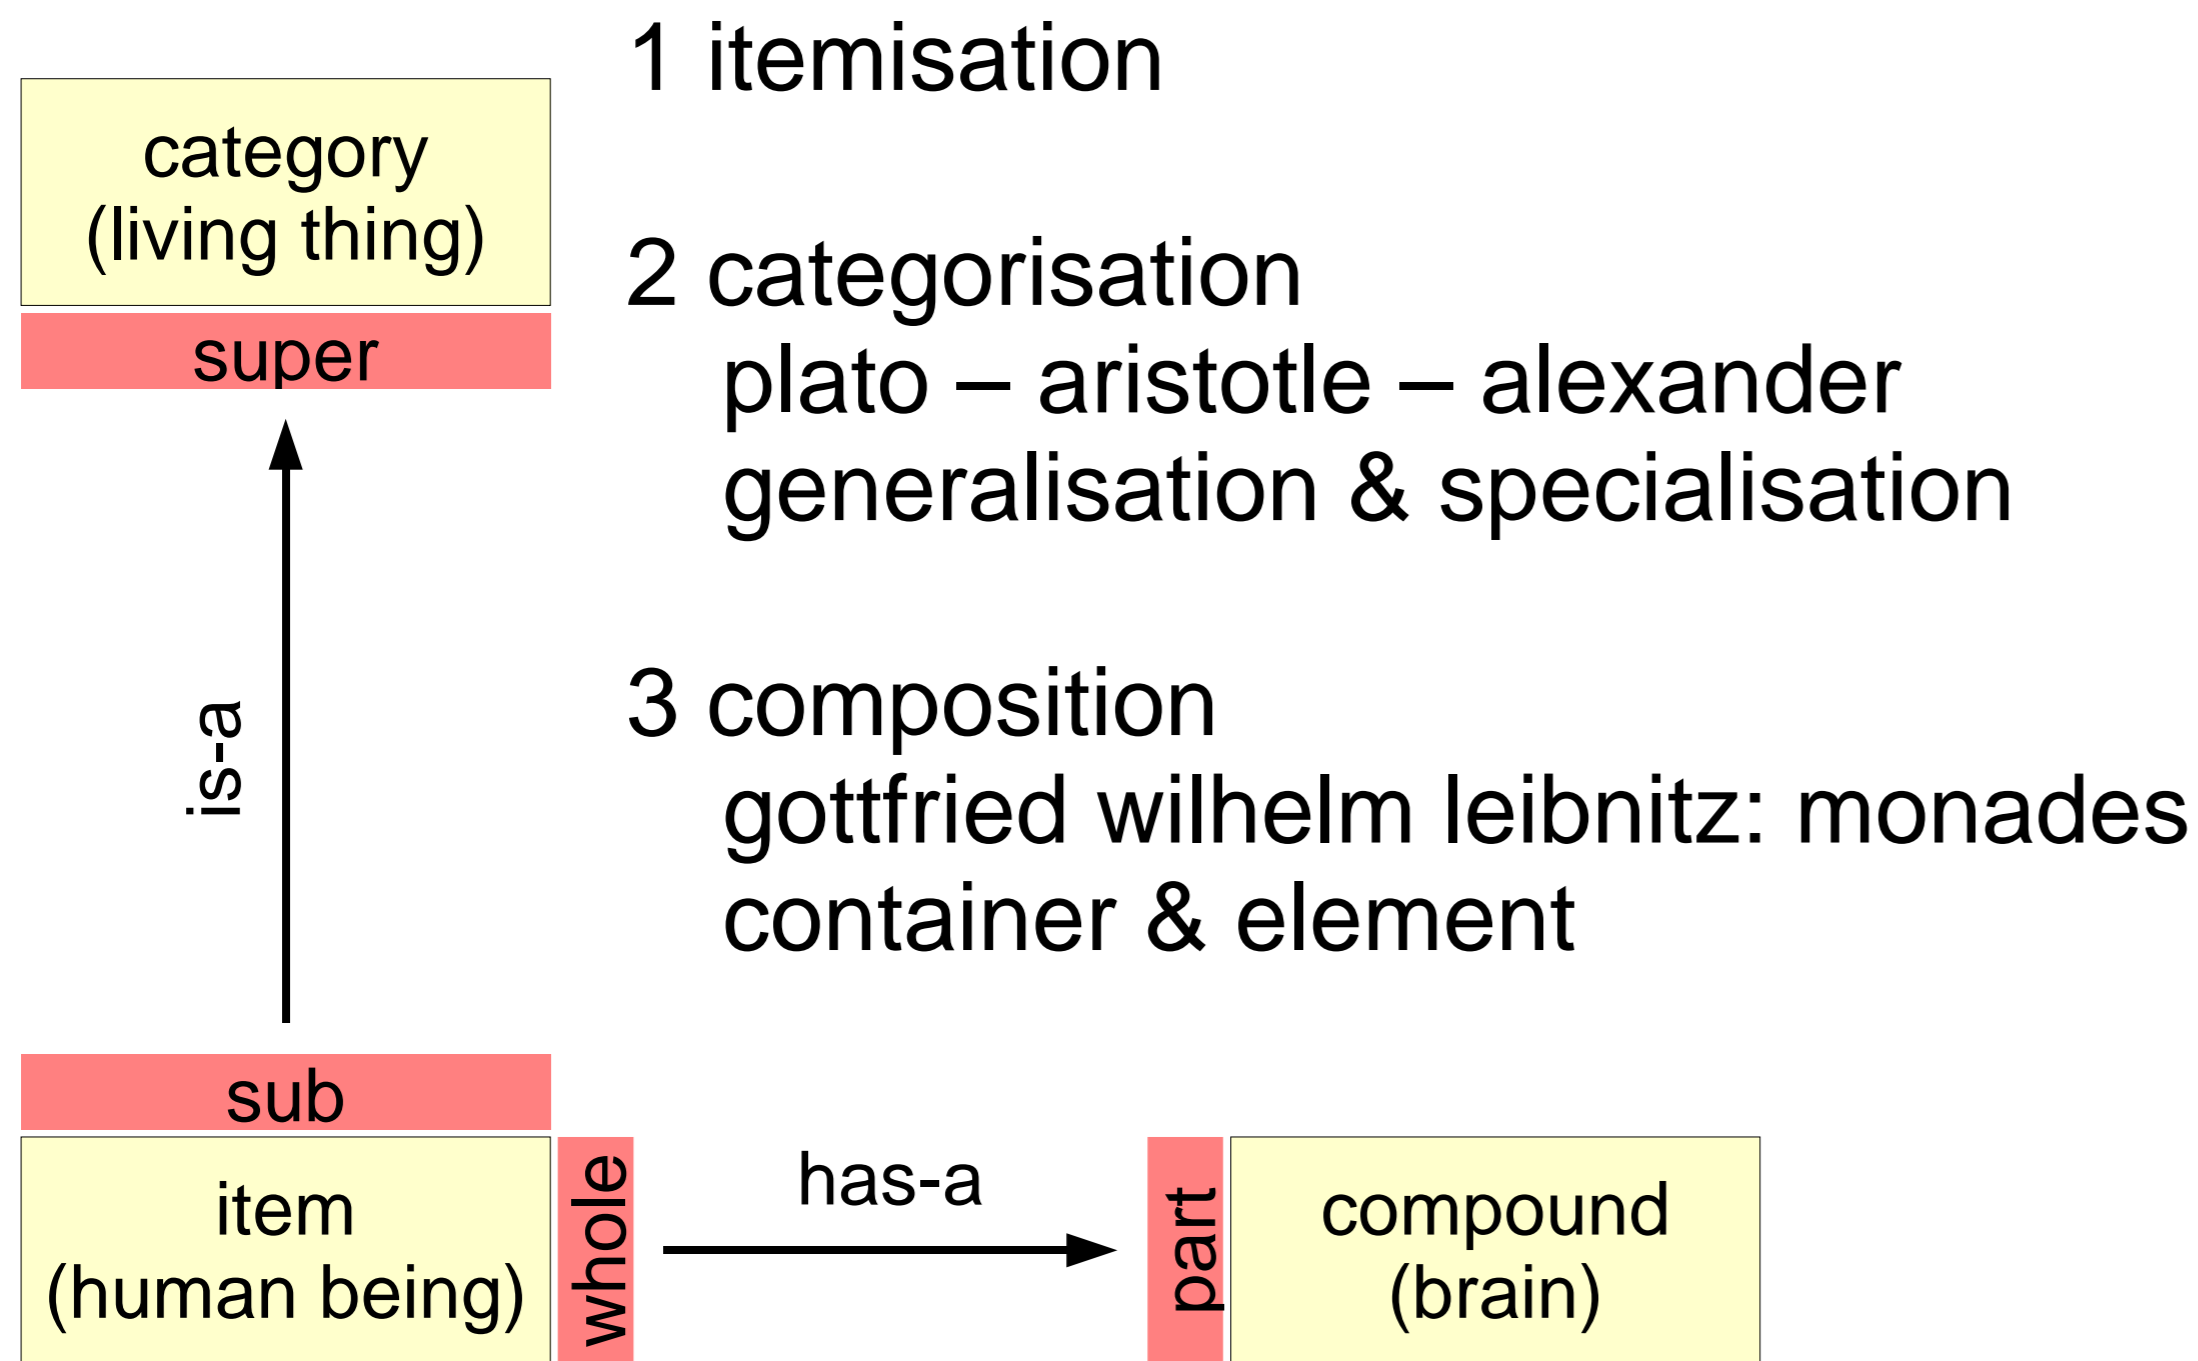 1 itemisation
category
(living thing)
super
2 categorisation
plato – aristotle – alexander
generalisation & specialisation
is-a
3 composition
gottfried wilhelm leibnitz: monades
container & element
sub
item
(human being)
whole
has-a
part
compound
(brain)